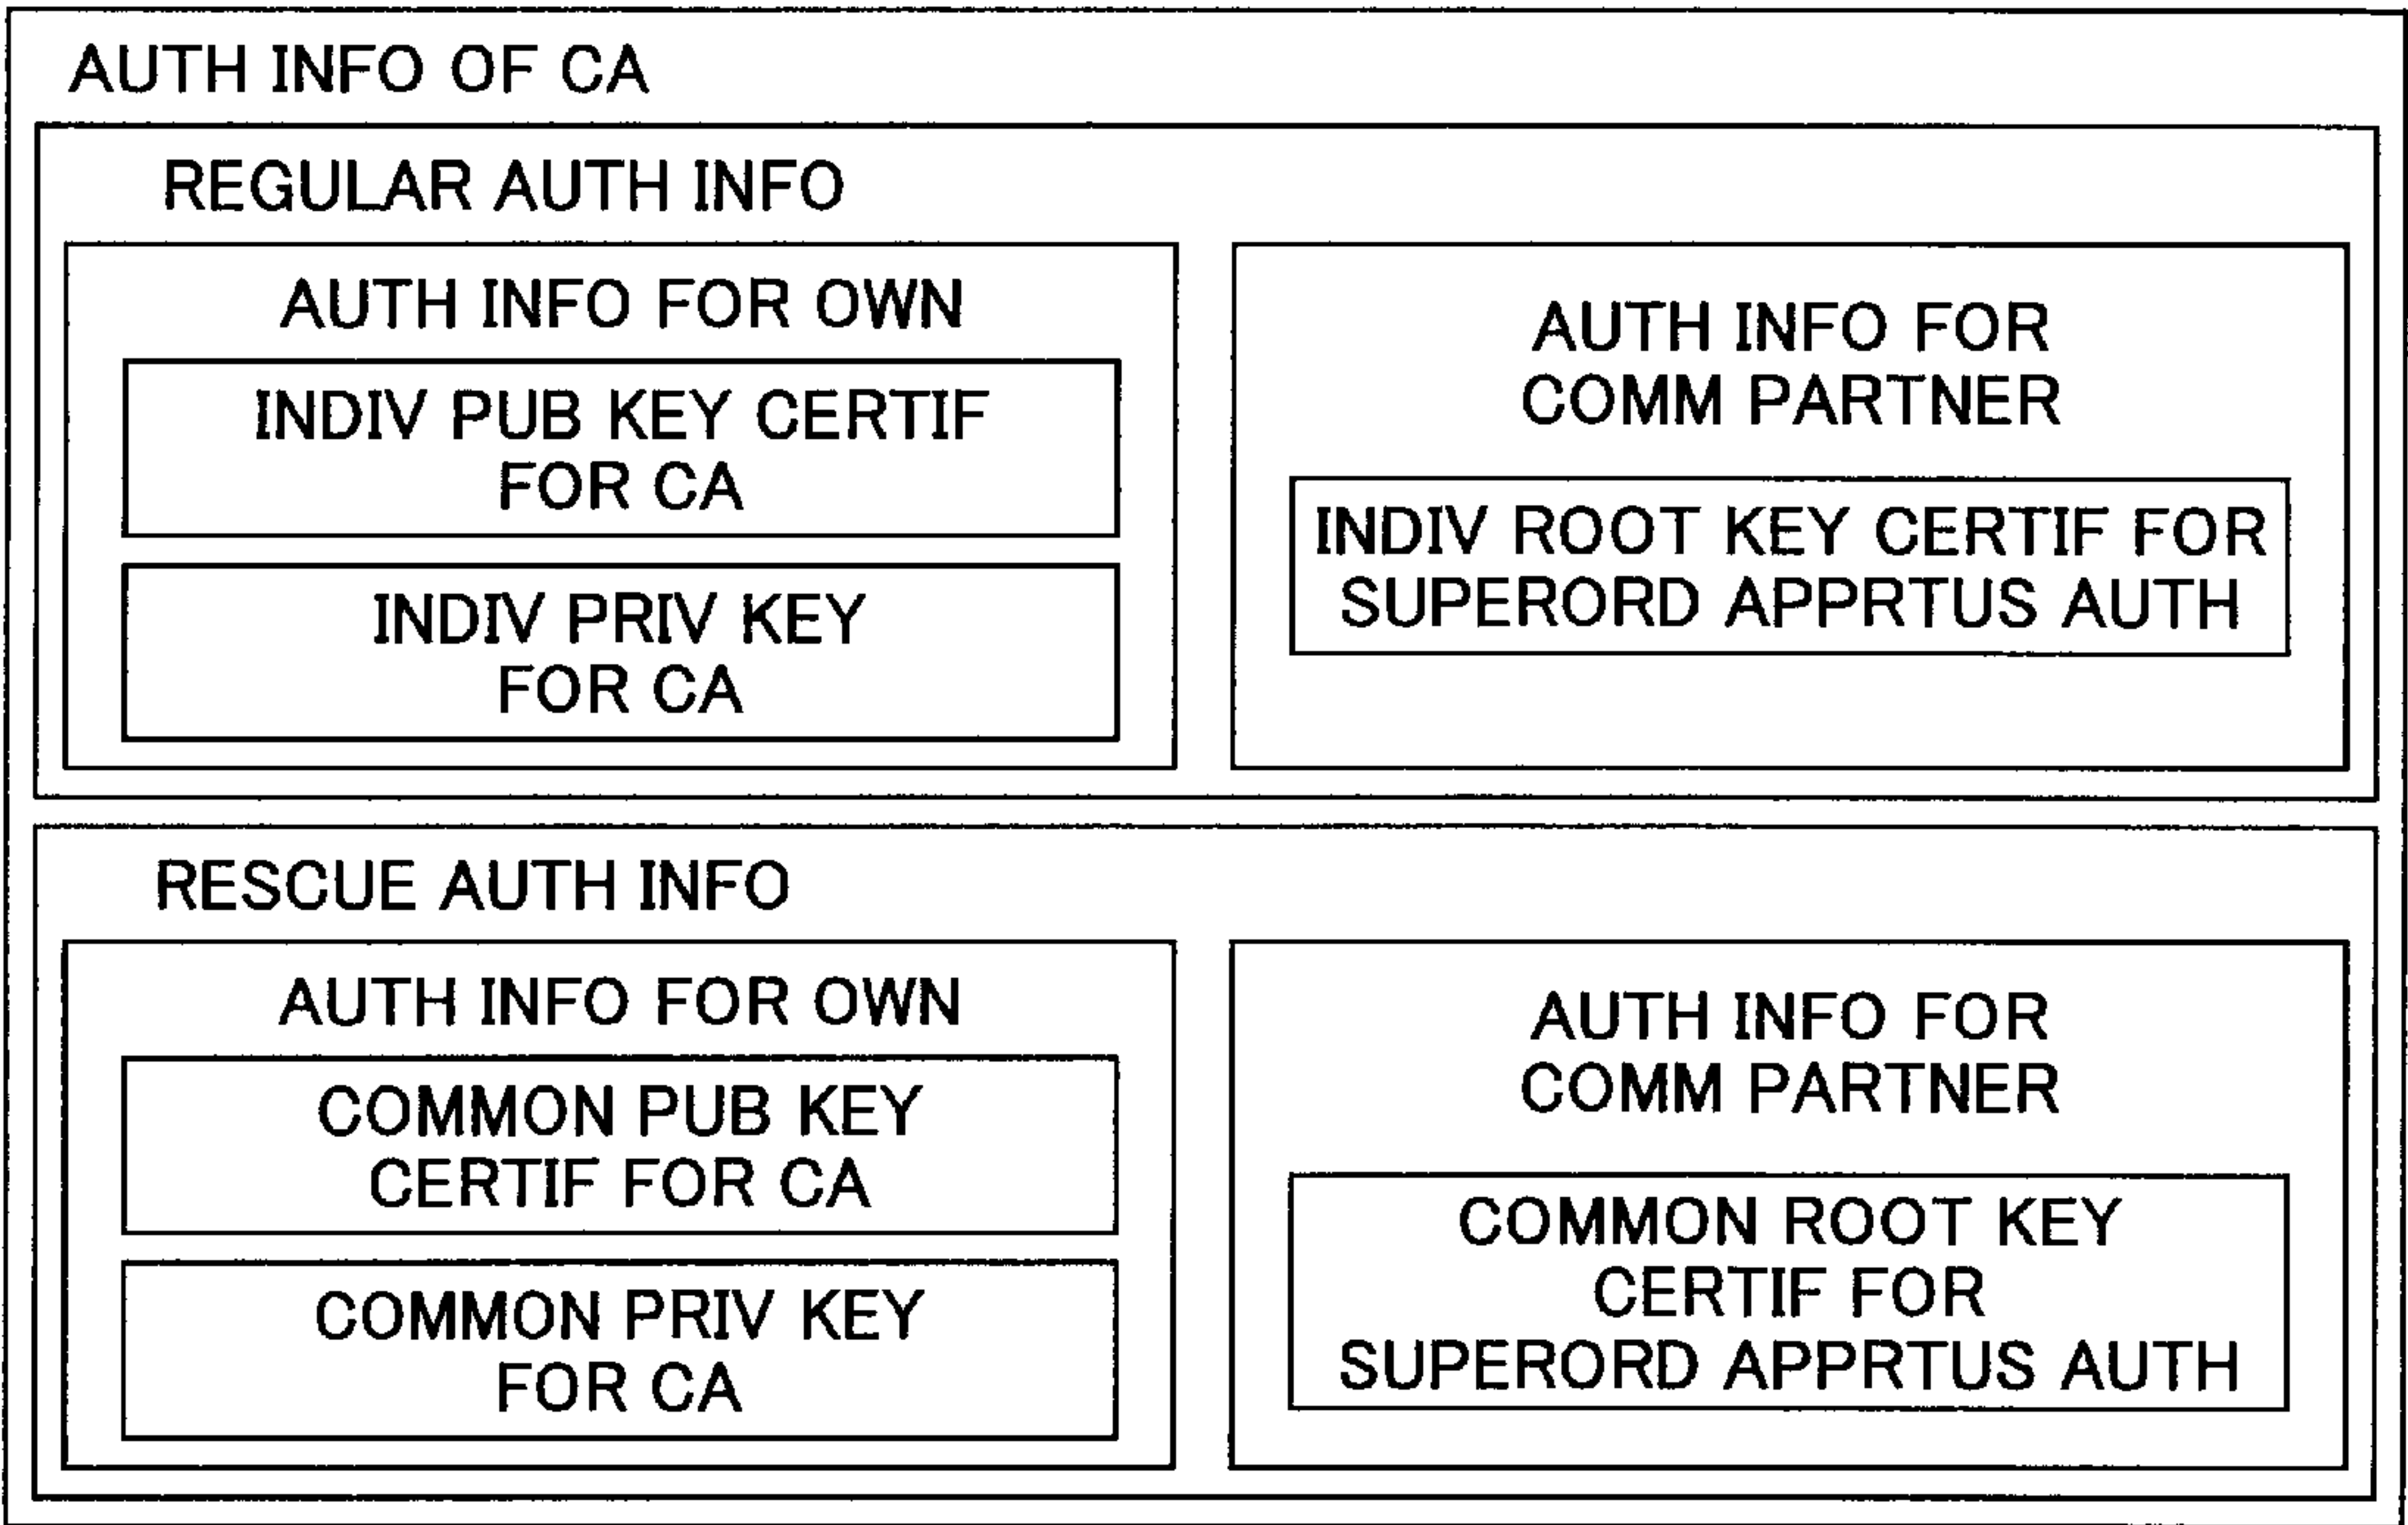 AUTH INFO OF CA
REGULAR AUTH INFO
AUTH INFO FOR OWN
INDIV PUB KEY CERTIF
FOR CA
INDIV PRIV KEY
FOR CA
AUTH INFO FOR
COMM PARTNER
INDIV ROOT KEY CERTIF FOR
SUPERORD APPRTUS AUTH
RESCUE AUTH INFO
AUTH INFO FOR OWN
COMMON PUB KEY
CERTIF FOR CA
COMMON PRIV KEY
FOR CA
AUTH INFO FOR
COMM PARTNER
COMMON ROOT KEY
CERTIF FOR
SUPERORD APPRTUS AUTH